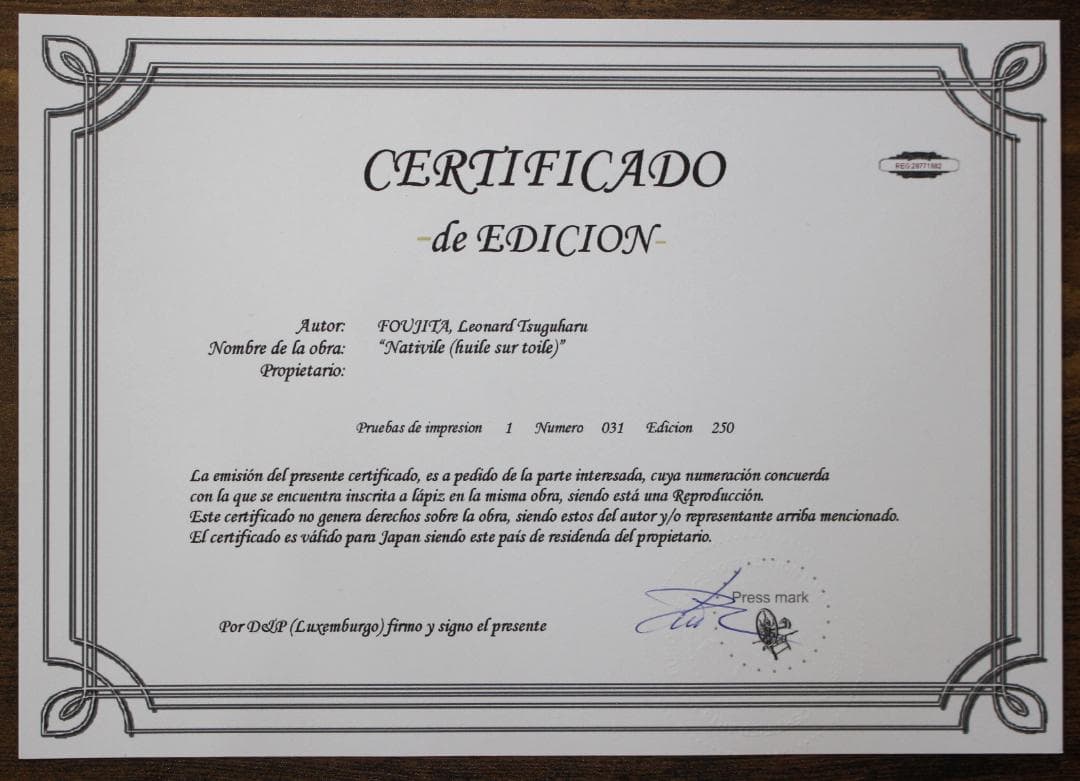 CERTIFICADO
REG:28771882
-de EDICION-
Autor: FOUJITA, Leonard Tsuguharu
Nombre de la obra: “Nativile (huile sur toile)”
Propietario:
Pruebas de impresion 1 Numero 031 Edicion 250
La emisión del presente certificado, es a pedido de la parte interesada, cuya numeración concuerda
con la que se encuentra inscrita a lápiz en la misma obra, siendo está una Reproducción.
Este certificado no genera derechos sobre la obra, siendo estos del autor y/o representante arriba mencionado.
El certificado es válido para Japan siendo este país de residenda del propietario.
Press mark
Por D&P (Luxemburgo) firmo y signo el presente